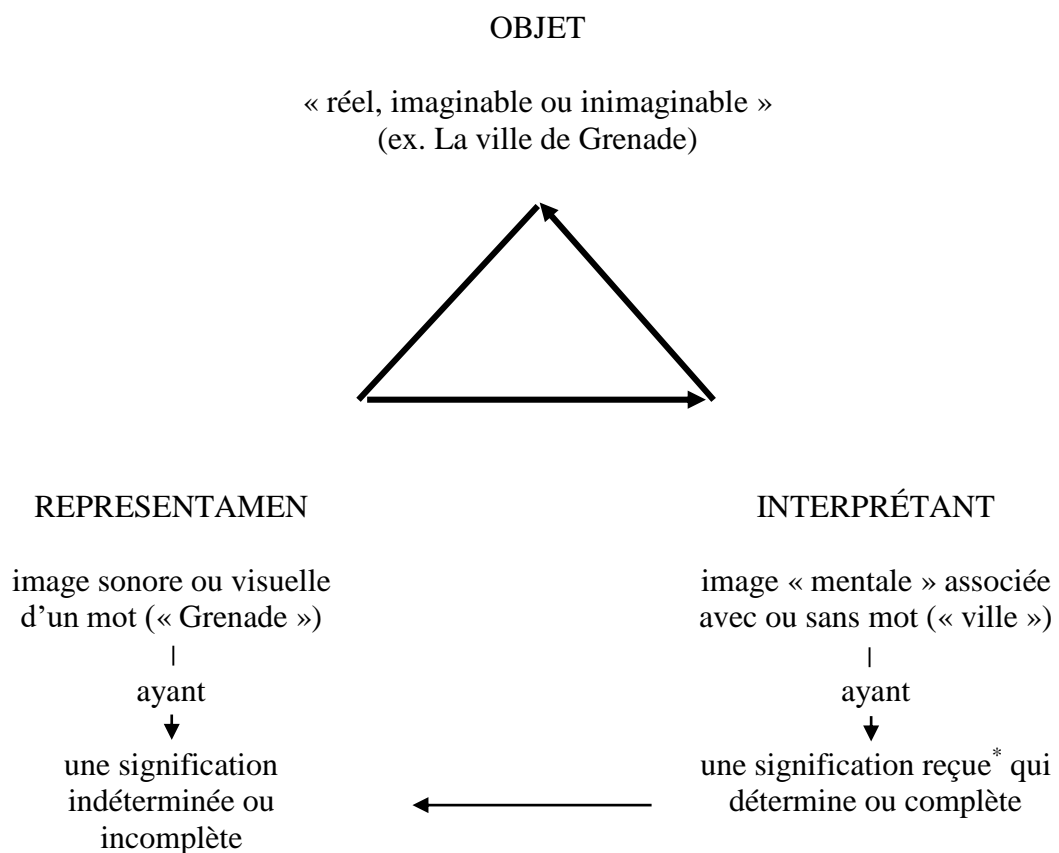 OBJET
« réel, imaginable ou inimaginable »
(ex. La ville de Grenade)
REPRESENTAMEN
image sonore ou visuelle
d’un mot (« Grenade »)
|
ayant
une signification
indéterminée ou
incomplète
INTERPRÉTANT
image « mentale » associée
avec ou sans mot (« ville »)
|
ayant
une signification reçue* qui
détermine ou complète